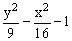 y²/9 − x²/16 − 1